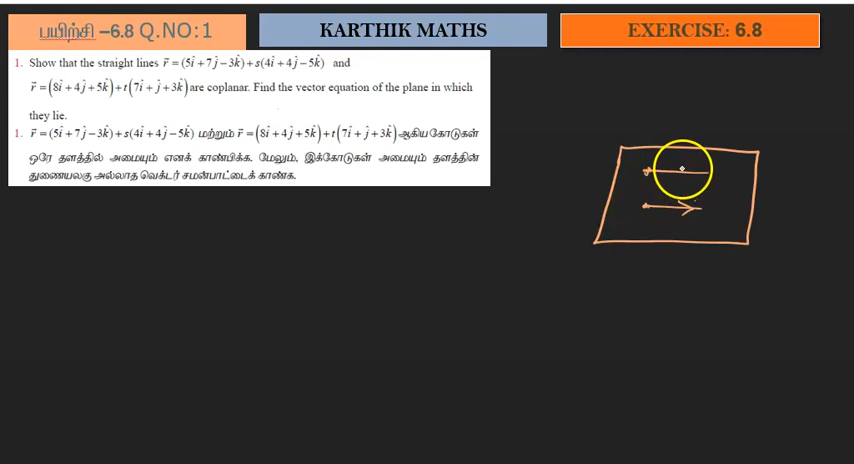 பயிற்சி –6.8 Q.NO:1
KARTHIK MATHS
EXERCISE: 6.8
1. Show that the straight lines r⃗ = (5î + 7ĵ − 3k̂) + s(4î + 4ĵ − 5k̂) and
r⃗ = (8î + 4ĵ + 5k̂) + t(7î + ĵ + 3k̂) are coplanar. Find the vector equation of the plane in which
they lie.
1. r⃗ = (5î + 7ĵ − 3k̂) + s(4î + 4ĵ − 5k̂) மற்றும் r⃗ = (8î + 4ĵ + 5k̂) + t(7î + ĵ + 3k̂) ஆகிய கோடுகள்
ஒரே தளத்தில் அமையும் எனக் காண்பிக்க. மேலும், இக்கோடுகள் அமையும் தளத்தின்
துணையலகு அல்லாத வெக்டர் சமன்பாட்டைக் காண்க.